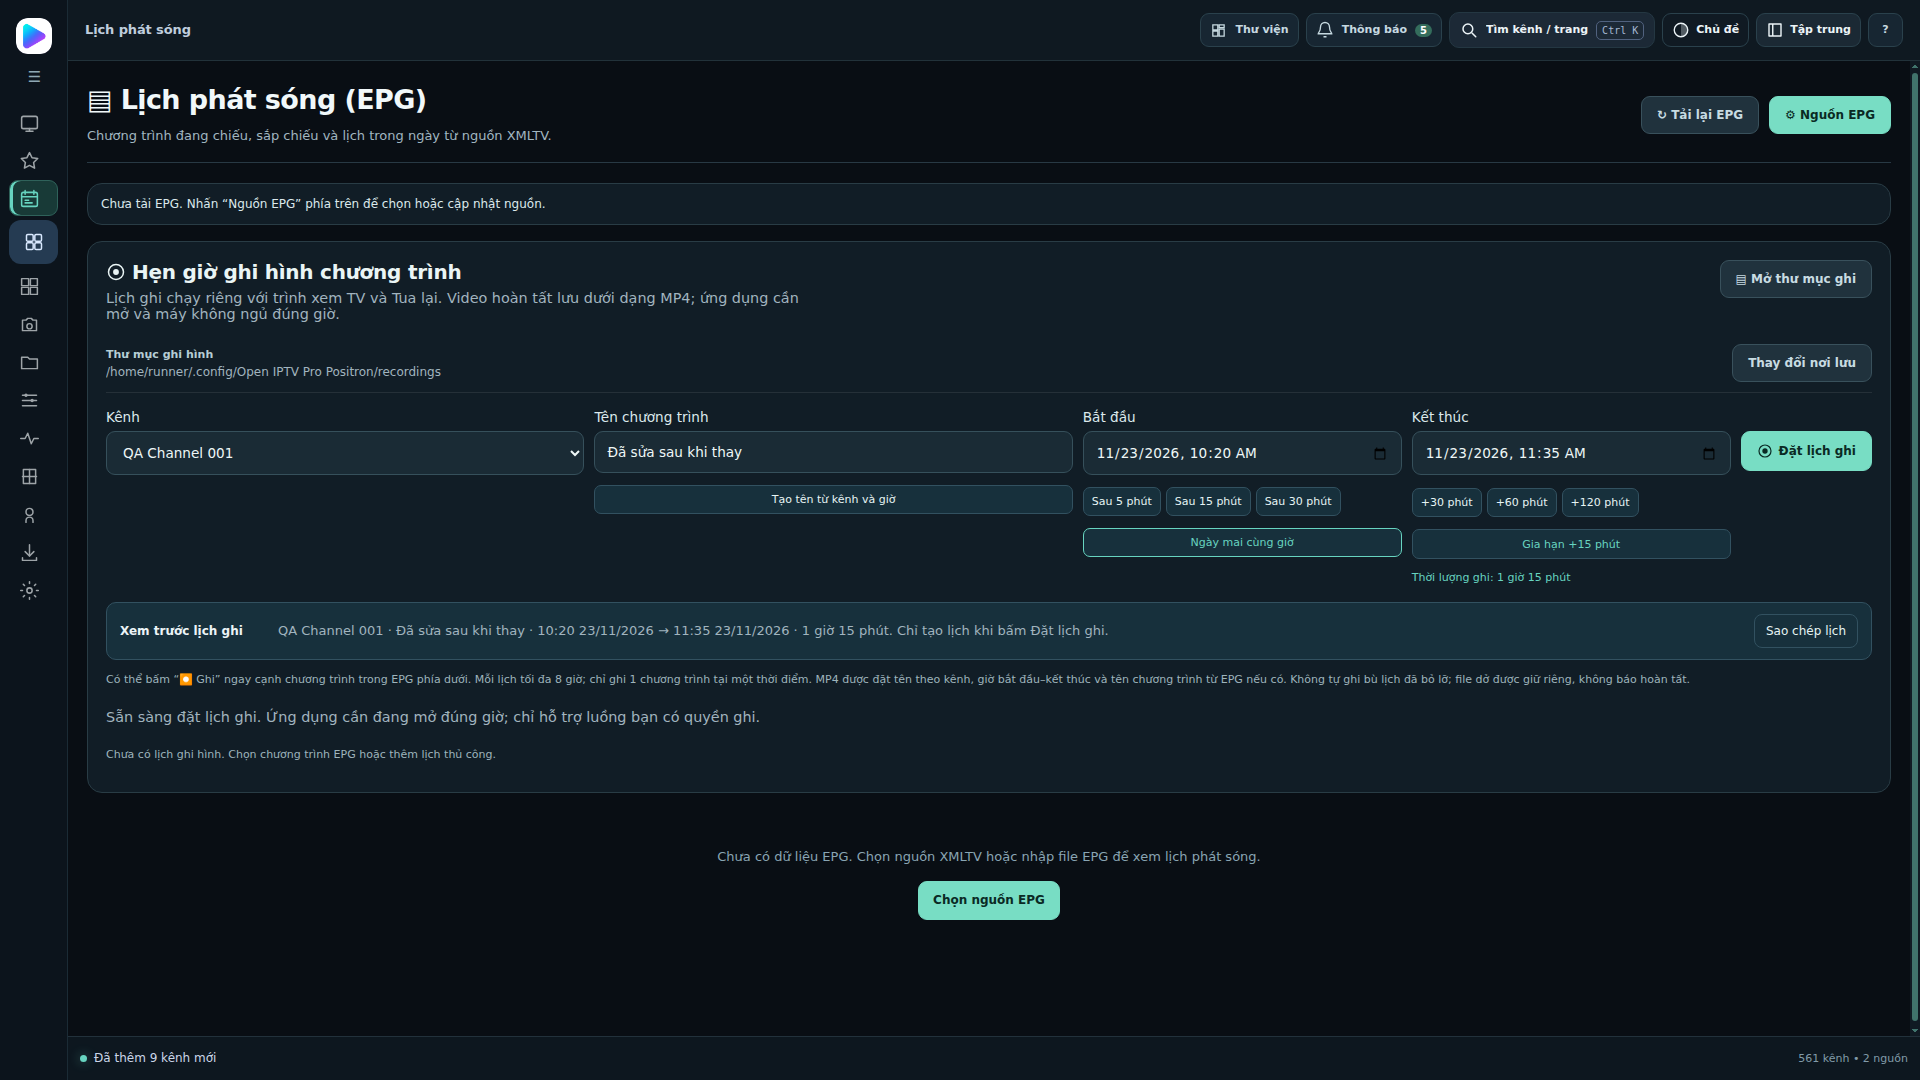 Lịch phát sóng
Thư viện
Thông báo 5
Tìm kênh / trang Ctrl K
Chủ đề
Tập trung
?
Lịch phát sóng (EPG)
Chương trình đang chiếu, sắp chiếu và lịch trong ngày từ nguồn XMLTV.
↻ Tải lại EPG
⚙ Nguồn EPG
Chưa tải EPG. Nhấn “Nguồn EPG” phía trên để chọn hoặc cập nhật nguồn.
Hẹn giờ ghi hình chương trình
Lịch ghi chạy riêng với trình xem TV và Tua lại. Video hoàn tất lưu dưới dạng MP4; ứng dụng cần
mở và máy không ngủ đúng giờ.
▤ Mở thư mục ghi
Thư mục ghi hình
/home/runner/.config/Open IPTV Pro Positron/recordings
Thay đổi nơi lưu
Kênh
Tên chương trình
Bắt đầu
Kết thúc
QA Channel 001
Đã sửa sau khi thay
11/23/2026, 10:20 AM
11/23/2026, 11:35 AM
Đặt lịch ghi
Tạo tên từ kênh và giờ
Sau 5 phút
Sau 15 phút
Sau 30 phút
+30 phút
+60 phút
+120 phút
Ngày mai cùng giờ
Gia hạn +15 phút
Thời lượng ghi: 1 giờ 15 phút
Xem trước lịch ghi
QA Channel 001 · Đã sửa sau khi thay · 10:20 23/11/2026 → 11:35 23/11/2026 · 1 giờ 15 phút. Chỉ tạo lịch khi bấm Đặt lịch ghi.
Sao chép lịch
Có thể bấm “⏺ Ghi” ngay cạnh chương trình trong EPG phía dưới. Mỗi lịch tối đa 8 giờ; chỉ ghi 1 chương trình tại một thời điểm. MP4 được đặt tên theo kênh, giờ bắt đầu–kết thúc và tên chương trình từ EPG nếu có. Không tự ghi bù lịch đã bỏ lỡ; file dở được giữ riêng, không báo hoàn tất.
Sẵn sàng đặt lịch ghi. Ứng dụng cần đang mở đúng giờ; chỉ hỗ trợ luồng bạn có quyền ghi.
Chưa có lịch ghi hình. Chọn chương trình EPG hoặc thêm lịch thủ công.
Chưa có dữ liệu EPG. Chọn nguồn XMLTV hoặc nhập file EPG để xem lịch phát sóng.
Chọn nguồn EPG
Đã thêm 9 kênh mới
561 kênh • 2 nguồn